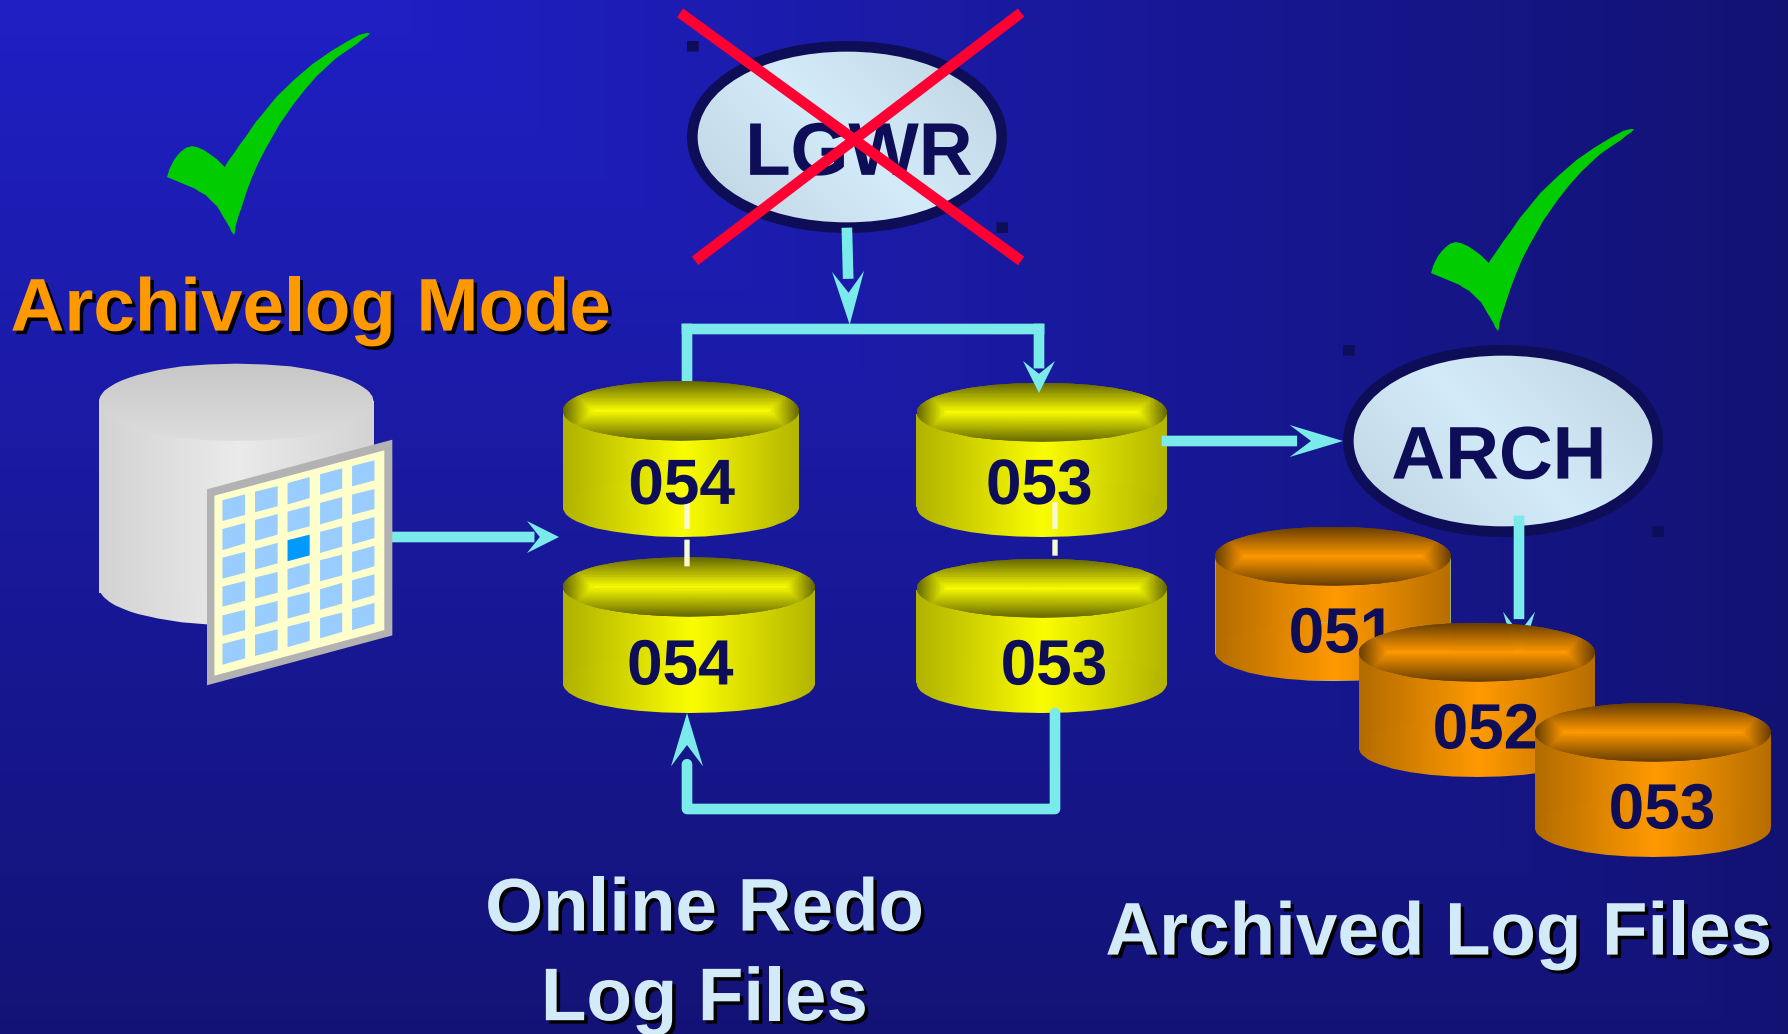 LGWR
Archivelog Mode
ARCH
054
053
054
053
051
052
053
Online Redo
Log Files
Archived Log Files